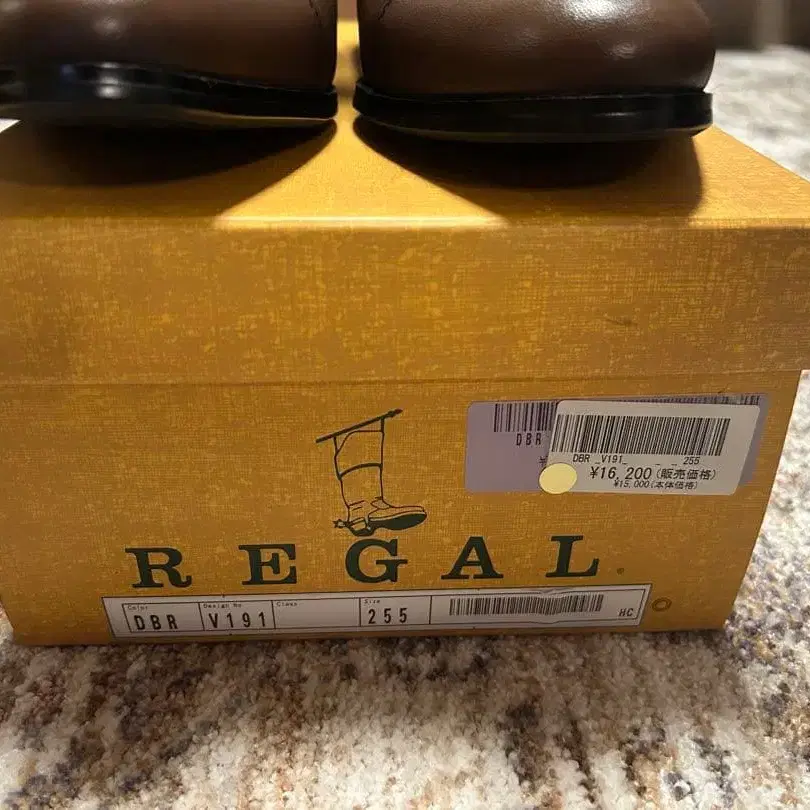 DBR
DBR _V191_ _ _ 255
¥16,200(販売価格)
¥15,000(本体価格)
REGAL
Color Design No Class Size
DBR V191 255 HC